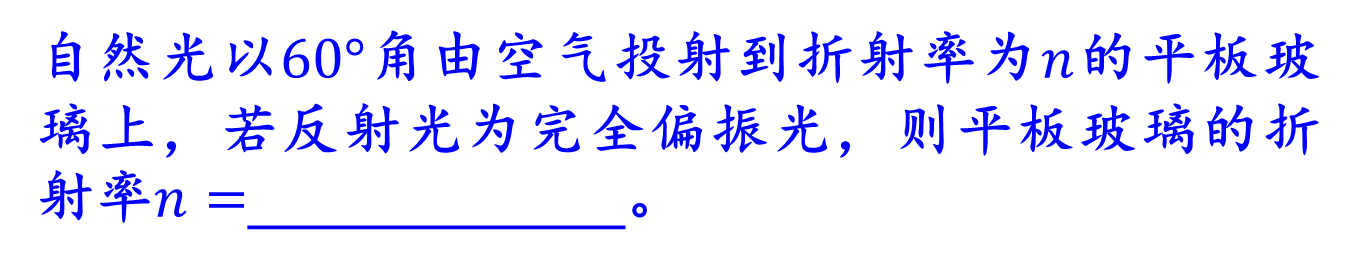 自然光以60°角由空气投射到折射率为n的平板玻
璃上，若反射光为完全偏振光，则平板玻璃的折
射率n =____________。